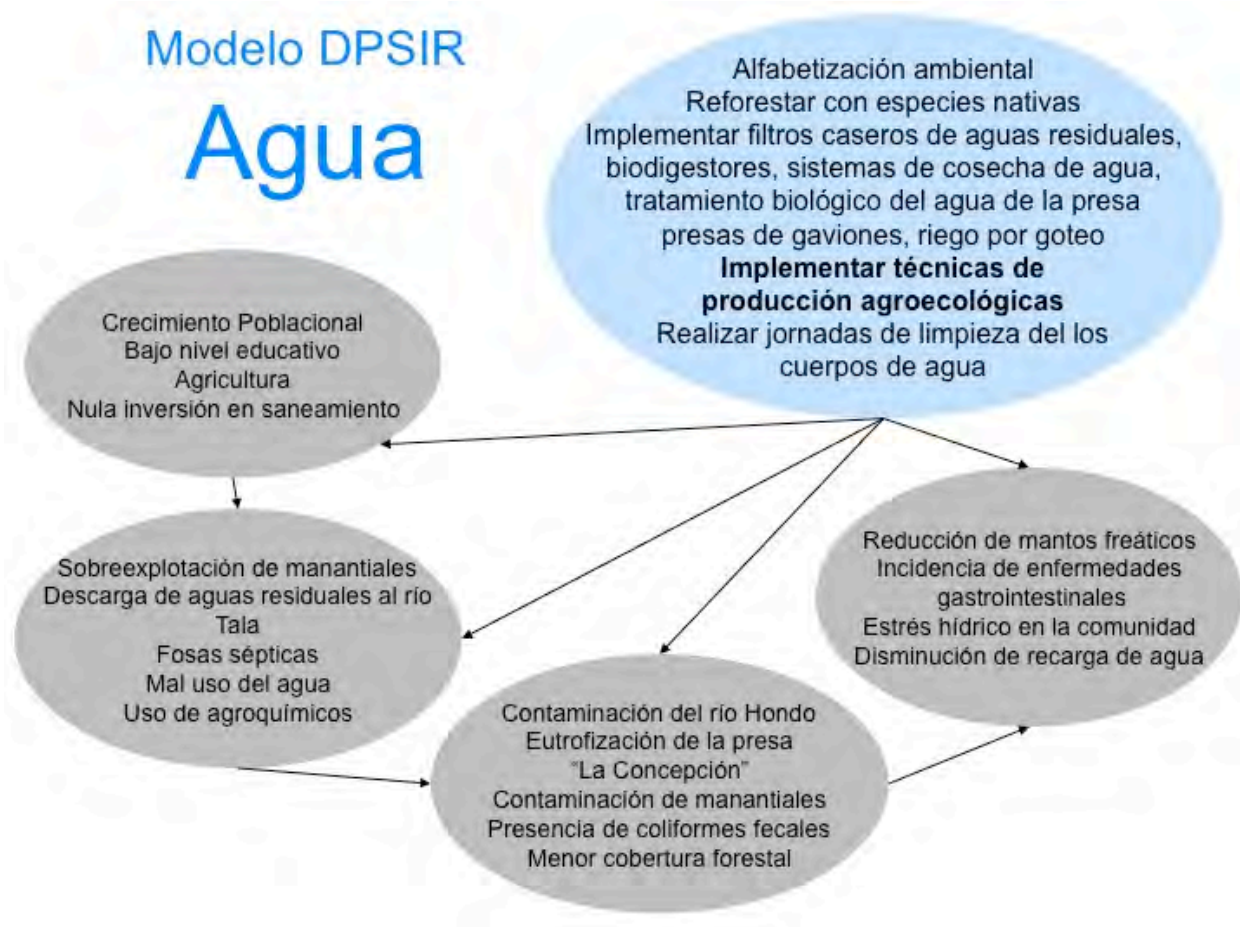 Modelo DPSIR
Agua
Alfabetización ambiental
Reforestar con especies nativas
Implementar filtros caseros de aguas residuales,
biodigestores, sistemas de cosecha de agua,
tratamiento biológico del agua de la presa
presas de gaviones, riego por goteo
Implementar técnicas de
producción agroecológicas
Realizar jornadas de limpieza del los
cuerpos de agua
Crecimiento Poblacional
Bajo nivel educativo
Agricultura
Nula inversión en saneamiento
Sobreexplotación de manantiales
Descarga de aguas residuales al río
Tala
Fosas sépticas
Mal uso del agua
Uso de agroquímicos
Contaminación del río Hondo
Eutrofización de la presa
“La Concepción”
Contaminación de manantiales
Presencia de coliformes fecales
Menor cobertura forestal
Reducción de mantos freáticos
Incidencia de enfermedades
gastrointestinales
Estrés hídrico en la comunidad
Disminución de recarga de agua